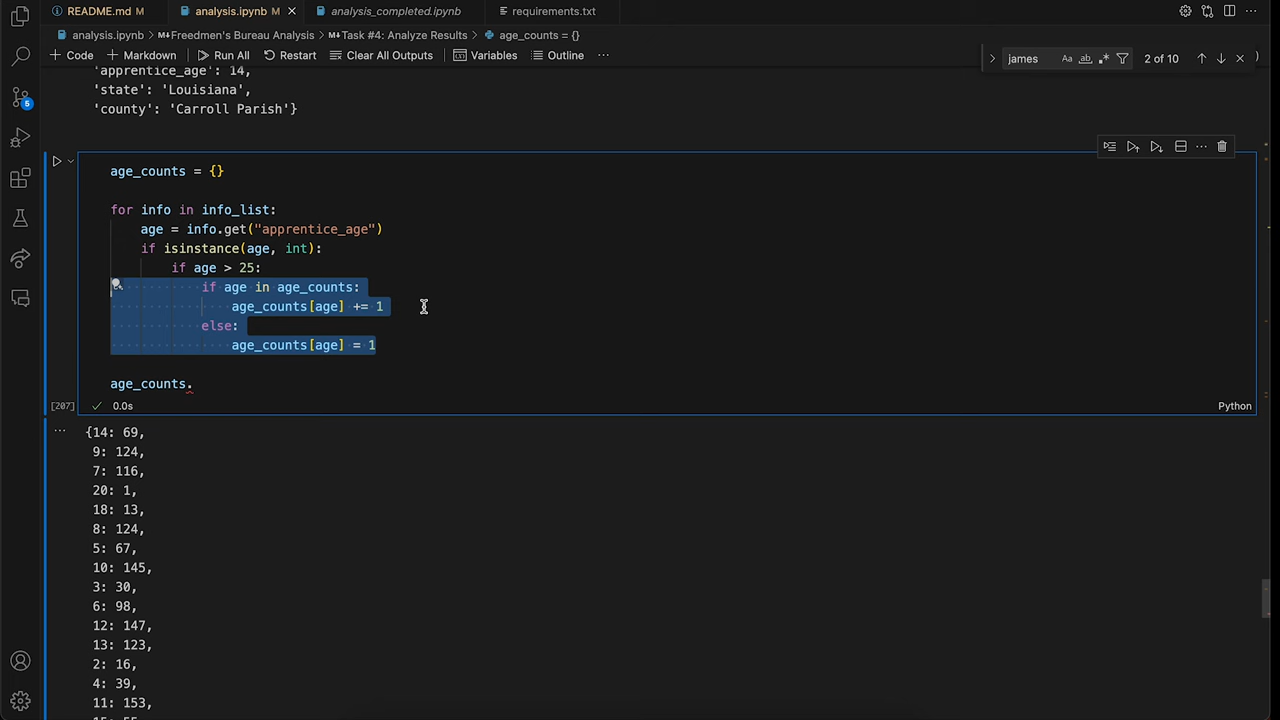 README.md M
analysis.ipynb M
analysis_completed.ipynb
requirements.txt
analysis.ipynb > Freedmen's Bureau Analysis > Task #4: Analyze Results > age_counts = {}
+ Code + Markdown Run All Restart Clear All Outputs Variables Outline ...
james Aa ab .* 2 of 10
'apprentice_age': 14,
'state': 'Louisiana',
'county': 'Carroll Parish'}
age_counts = {}
for info in info_list:
age = info.get("apprentice_age")
if isinstance(age, int):
if age > 25:
if age in age_counts:
age_counts[age] += 1
else:
age_counts[age] = 1
age_counts.
[207] 0.0s Python
{14: 69,
9: 124,
7: 116,
20: 1,
18: 13,
8: 124,
5: 67,
10: 145,
3: 30,
6: 98,
12: 147,
13: 123,
2: 16,
4: 39,
11: 153,
5